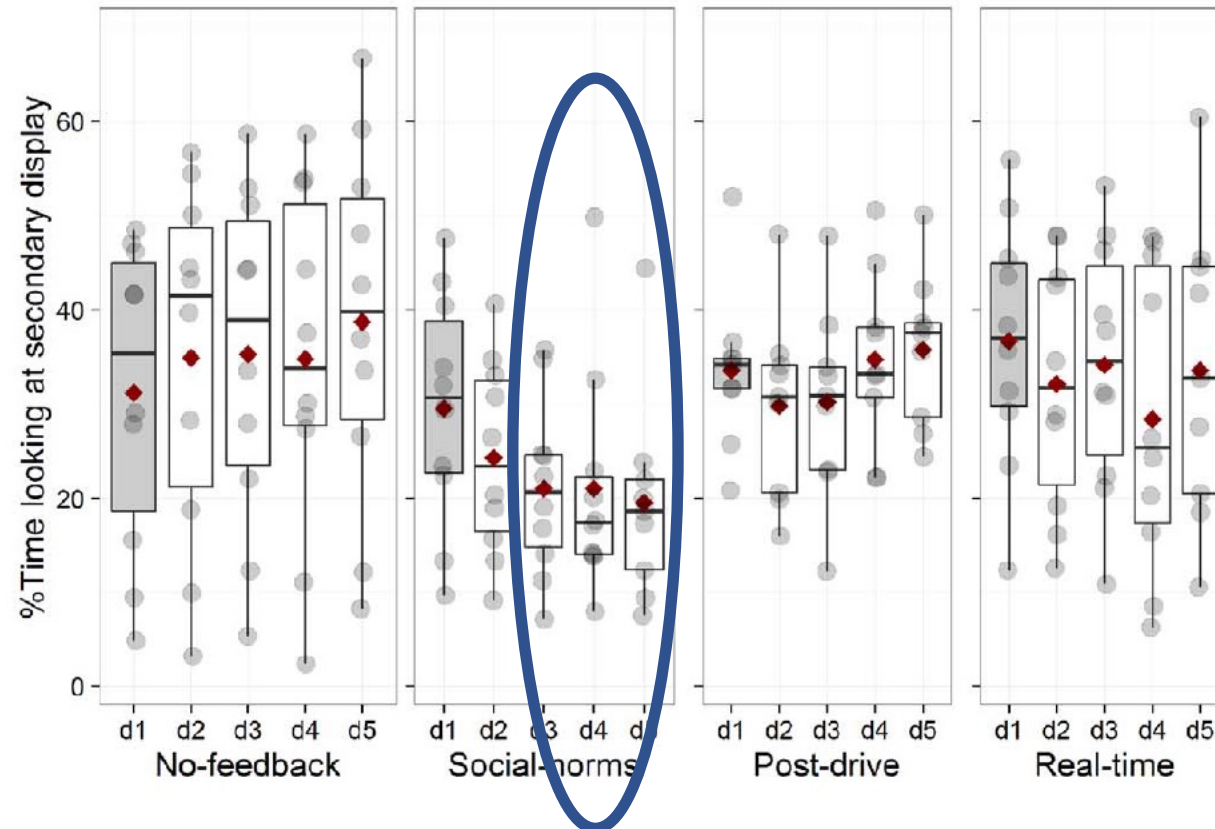 %Time looking at secondary display
60
40
20
0
d1 d2 d3 d4 d5
No-feedback
d1 d2 d3 d4 d
Social-norms
d1 d2 d3 d4 d5
Post-drive
d1 d2 d3 d4 d5
Real-time